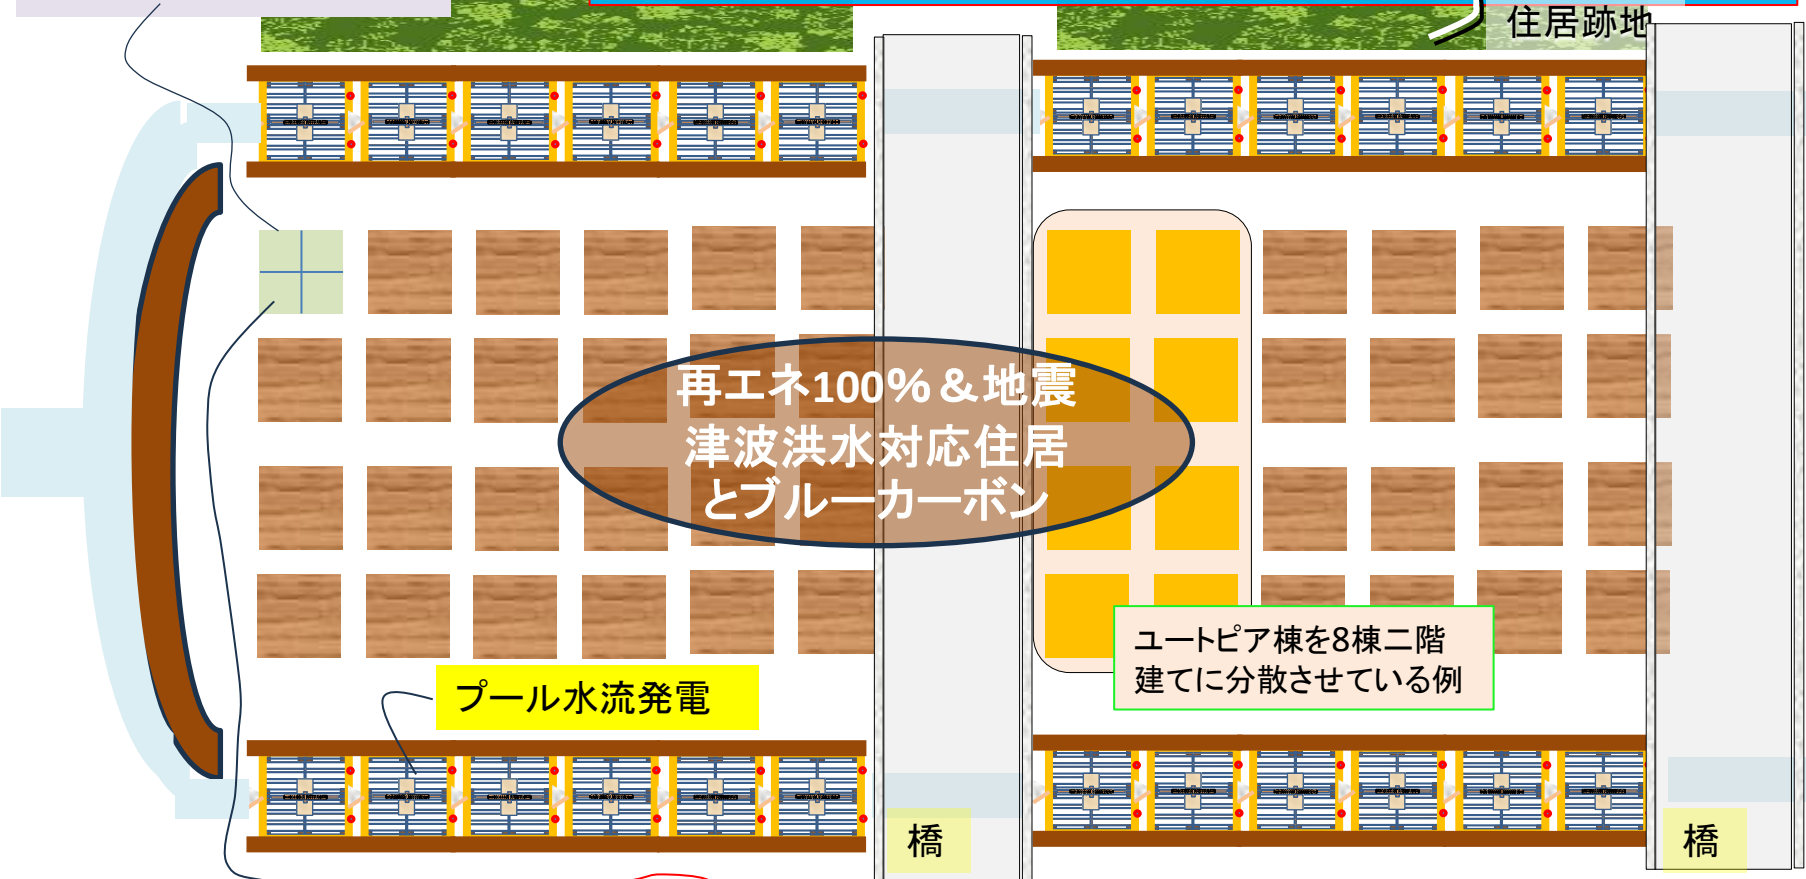 住居跡地
再エネ100%&地震
津波洪水対応住居
とブルーカーボン
ユートピア棟を8棟二階
建てに分散させている例
プール水流発電
橋
橋